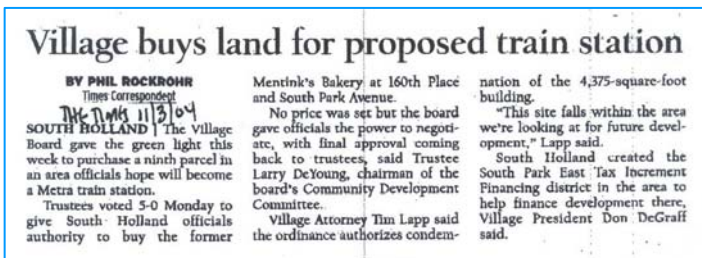 Village buys land for proposed train station
BY PHIL ROCKROHR
Times Correspondent
THE TIMES 11/3/04
SOUTH HOLLAND | The Village
Board gave the green light this
week to purchase a ninth parcel in
an area officials hope will become
a Metra train station.
Trustees voted 5-0 Monday to
give South Holland officials
authority to buy the former
Mentink's Bakery at 160th Place
and South Park Avenue.
No price was set but the board
gave officials the power to negoti-
ate, with final approval coming
back to trustees, said Trustee
Larry DeYoung, chairman of the
board's Community Development
Committee.
Village Attorney Tim Lapp said
the ordinance authorizes condem-
nation of the 4,375-square-foot
building.
"This site falls within the area
we're looking at for future devel-
opment," Lapp said.
South Holland created the
South Park East Tax Increment
Financing district in the area to
help finance development there,
Village President Don DeGraff
said.